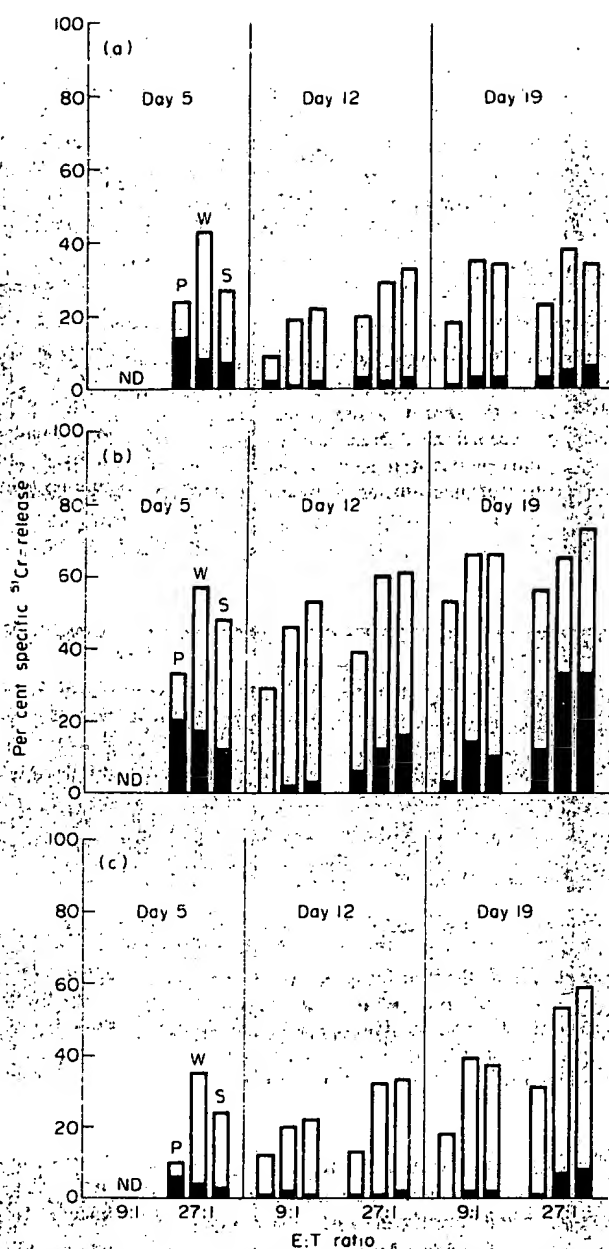 100
(a)
80
Day 5 Day 12 Day 19
60
40
W
P S
20
ND
0
100
(b)
80
Day 5 Day 12 Day 19
60
W
S
40
P
20
ND
0
Per cent specific ⁵¹Cr-release
100
(c)
80
Day 5 Day 12 Day 19
60
40
W
S
20
P
ND
0
9:1 27:1 9:1 27:1 9:1 27:1
E:T ratio